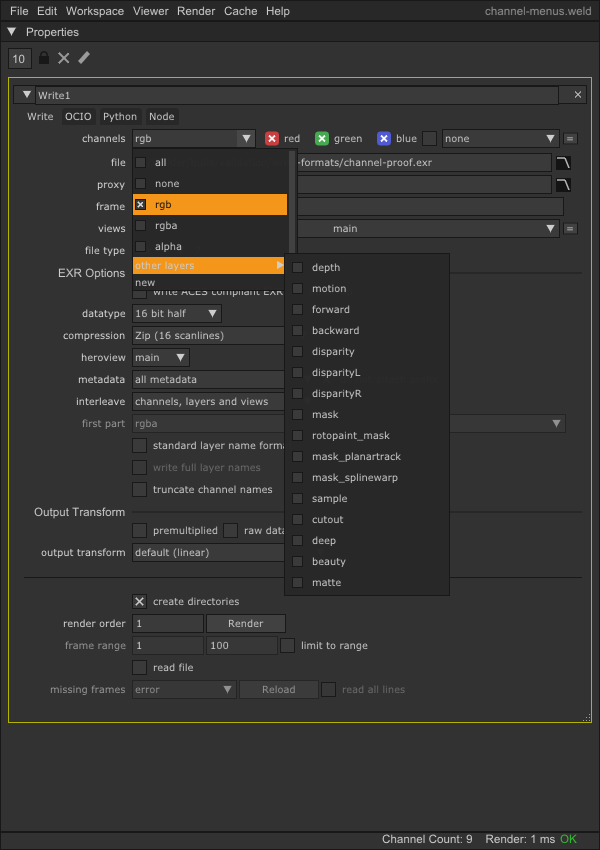 File Edit Workspace Viewer Render Cache Help channel-menus.weld
Properties
10
Write1
Write OCIO Python Node
channels rgb red green blue none =
file all -formats/channel-proof.exr
proxy none
frame rgb
views rgba main =
file type alpha
other layers depth
EXR Options new
write ACES compliant EXR motion
datatype 16 bit half forward
compression Zip (16 scanlines) backward
heroview main disparity
metadata all metadata disparityL
interleave channels, layers and views disparityR
first part rgba mask
standard layer name forma rotopaint_mask
write full layer names mask_planartrack
truncate channel names mask_splinewarp
sample
Output Transform cutout
premultiplied raw data deep
output transform default (linear) beauty
matte
create directories
render order 1 Render
frame range 1 100 limit to range
read file
missing frames error Reload read all lines
Channel Count: 9 Render: 1 ms OK